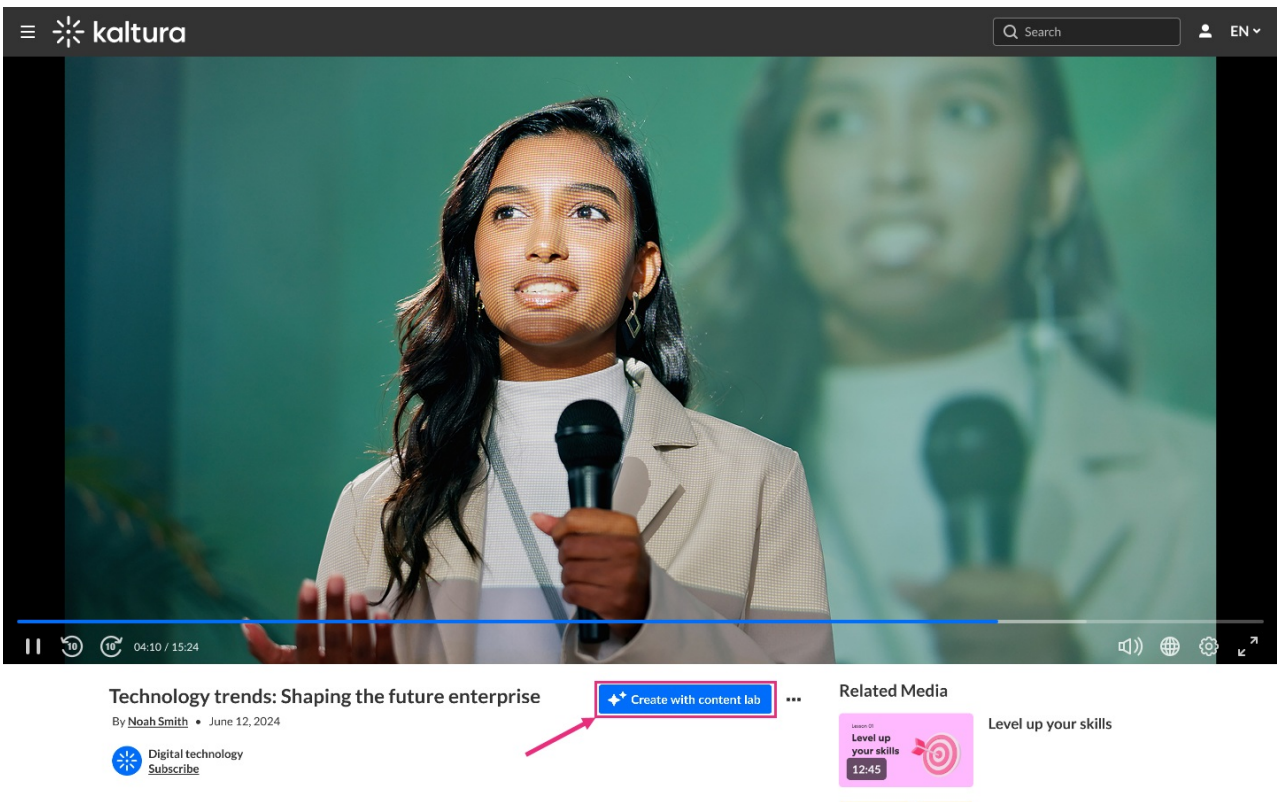 kaltura
Search
EN
10
10
04:10 / 15:24
Technology trends: Shaping the future enterprise
Create with content lab
By Noah Smith • June 12, 2024
Digital technology
Subscribe
Related Media
Lesson 01
Level up
your skills
12:45
Level up your skills